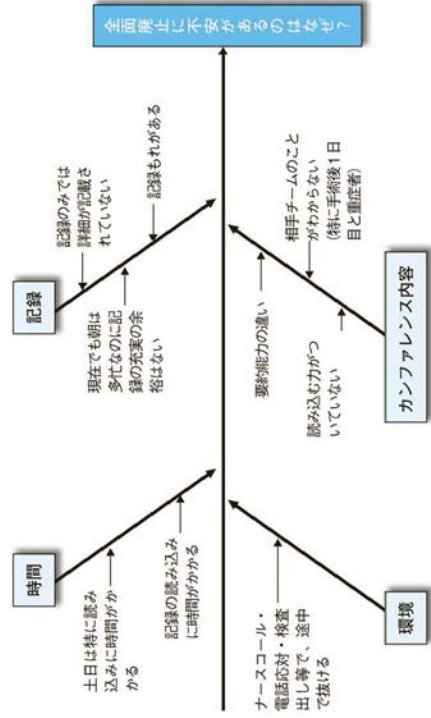 全面廃止に不安があるのはなぜ？
時間
土日は特に読み
込みに時間がか
かる
記録の読み込み
に時間がかかる
記録
記録のみでは
詳細が記載さ
れていない
現在でも朝は
多忙なのに記
録の充実の余
裕はない
記録もれがある
環境
ナースコール・
電話応対・検査
出し等で、途中
で抜ける
カンファレンス内容
要約能力の違い
相手チームのこと
がわからない
(特に手術後1日
目と重症者)
読み込む力がつ
いていない